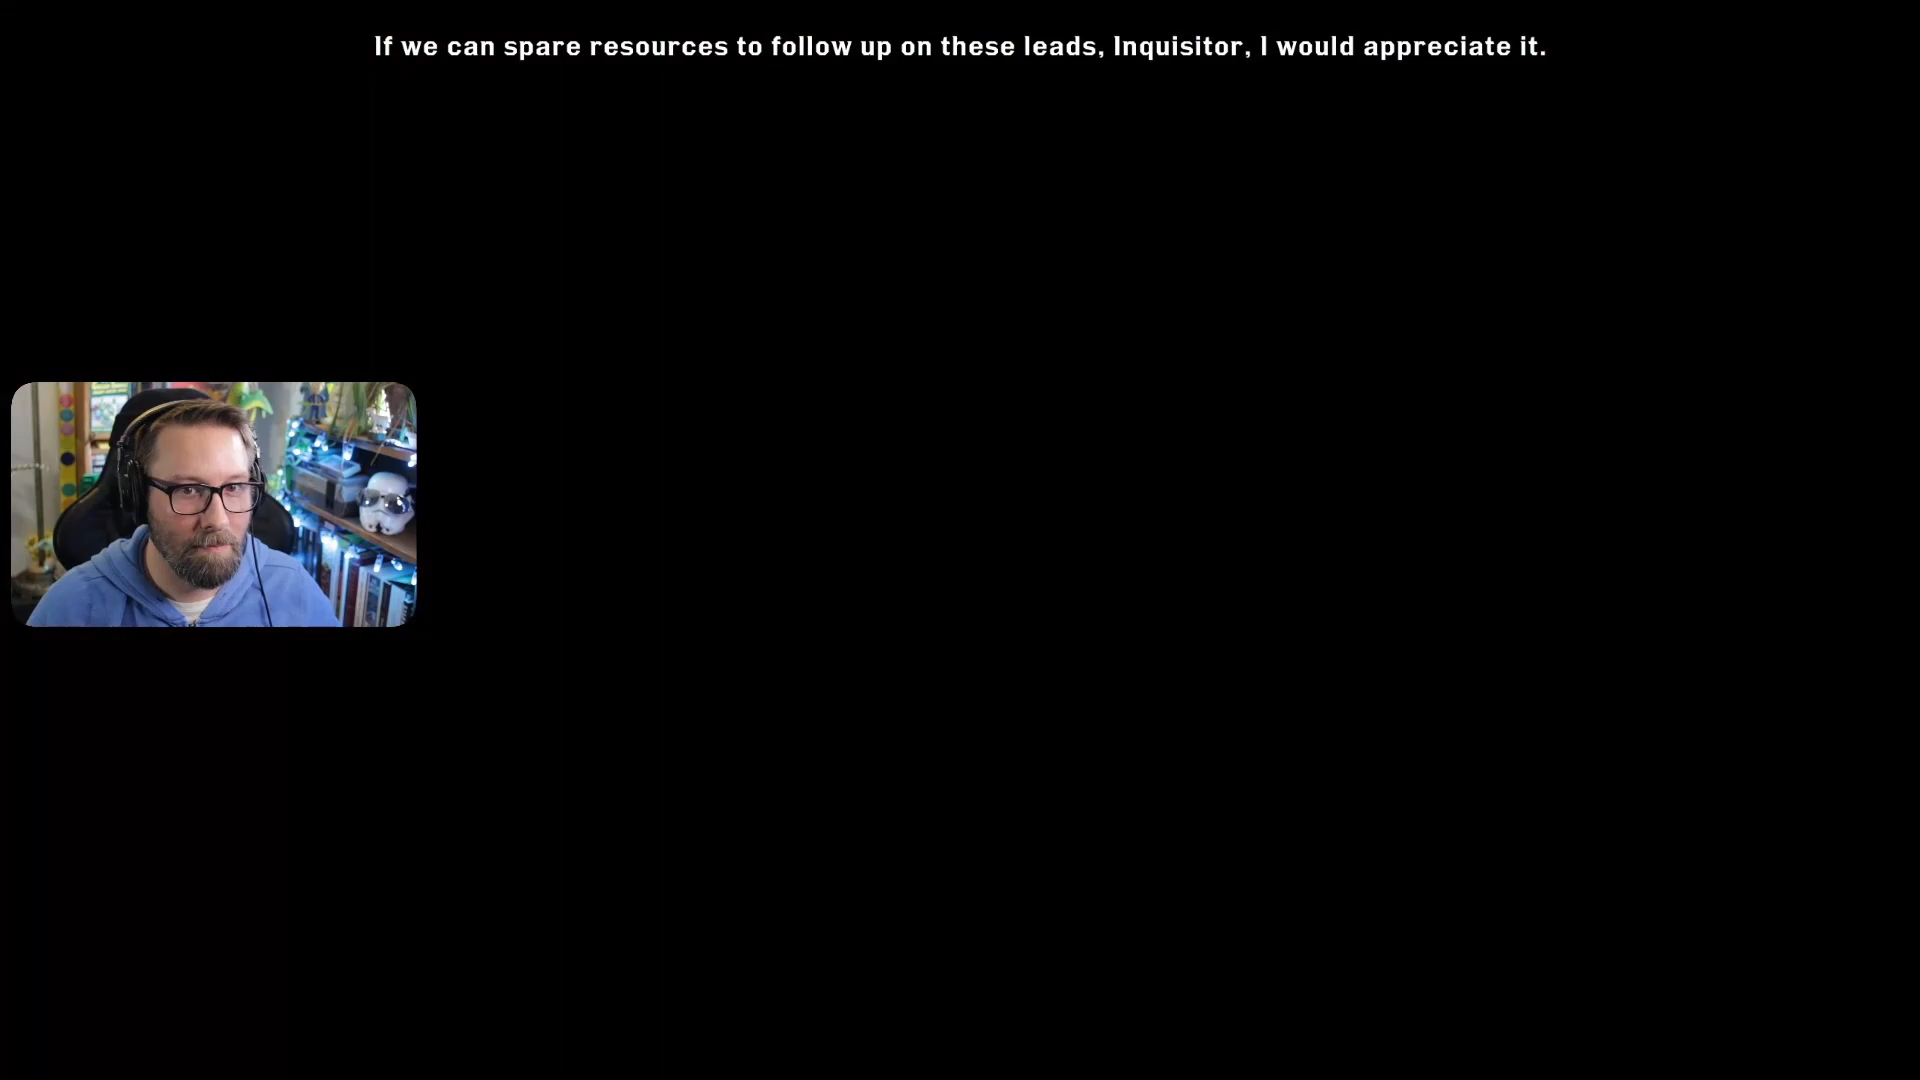 If we can spare resources to follow up on these leads, Inquisitor, I would appreciate it.